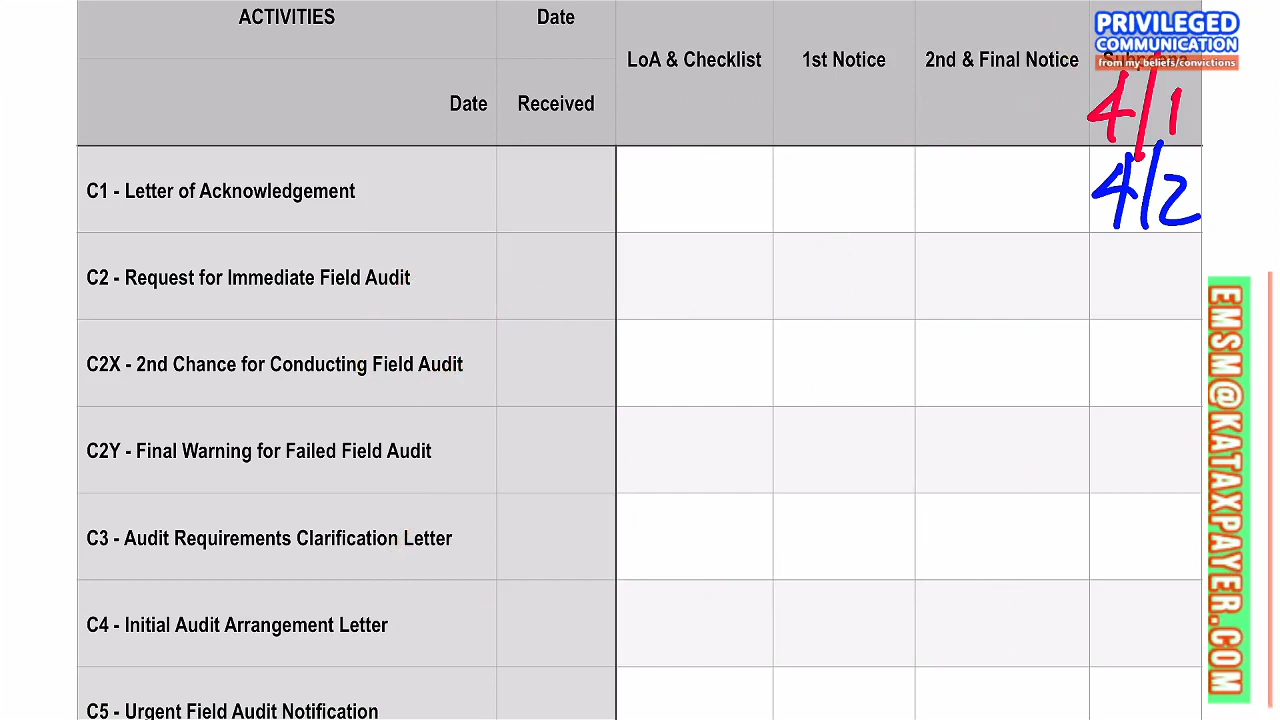 ACTIVITIES
Date
Date
Received
LoA & Checklist
1st Notice
2nd & Final Notice
Subpoena
PRIVILEGED
COMMUNICATION
from my beliefs/convictions
4/1
C1 - Letter of Acknowledgement
4/2
C2 - Request for Immediate Field Audit
C2X - 2nd Chance for Conducting Field Audit
C2Y - Final Warning for Failed Field Audit
C3 - Audit Requirements Clarification Letter
C4 - Initial Audit Arrangement Letter
C5 - Urgent Field Audit Notification
EMSM@KATAXPAYER.COM